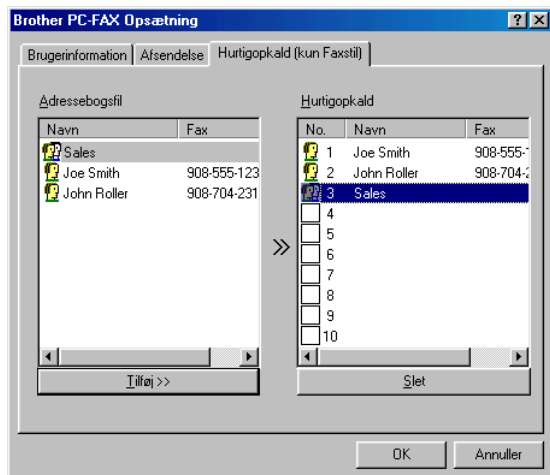 Brother PC-FAX Opsætning
Brugerinformation Afsendelse Hurtigopkald (kun Faxstil)
Adressebogsfil
Navn Fax
Sales
Joe Smith 908-555-123
John Roller 908-704-231
Tilføj >>
Hurtigopkald
No. Navn Fax
1 Joe Smith 908-555-
2 John Roller 908-704-
3 Sales
4
5
6
7
8
9
10
Slet
OK Annuller